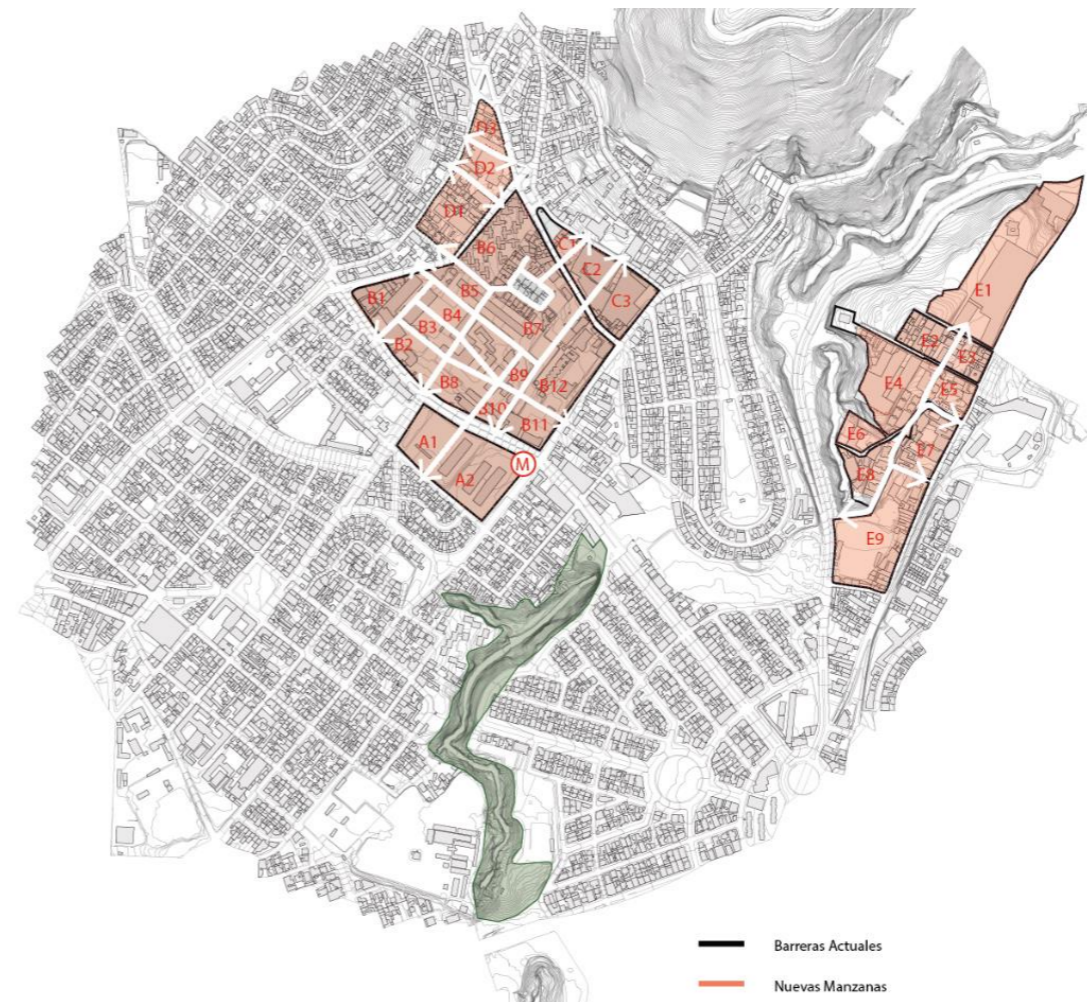 D3
D2
D1
B6
C1
C2
C3
B5
B1
B4
B3
B7
B2
B9
B8
B12
B10
B11
A1
A2
M
E1
E2
E3
E4
E5
E6
E7
E8
E9
Barreras Actuales
Nuevas Manzanas